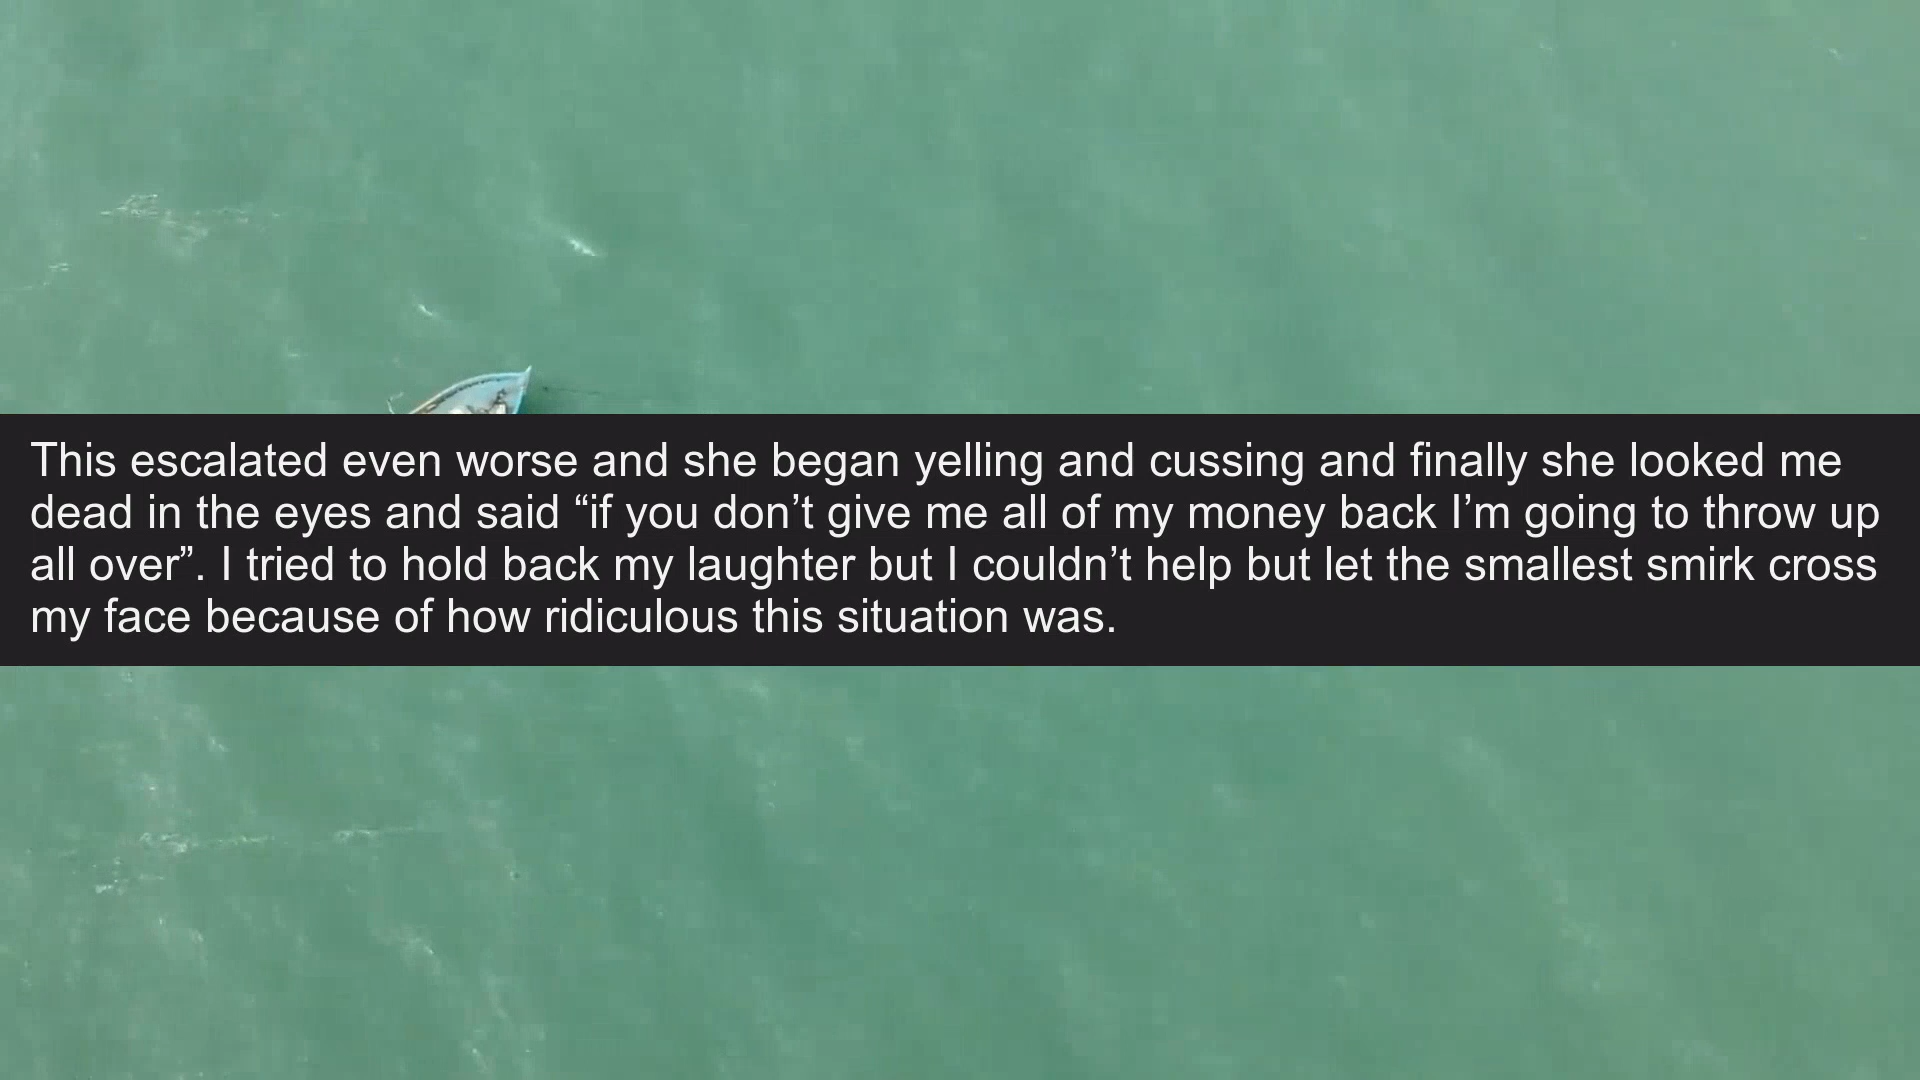 This escalated even worse and she began yelling and cussing and finally she looked me
dead in the eyes and said “if you don’t give me all of my money back I’m going to throw up
all over”. I tried to hold back my laughter but I couldn’t help but let the smallest smirk cross
my face because of how ridiculous this situation was.